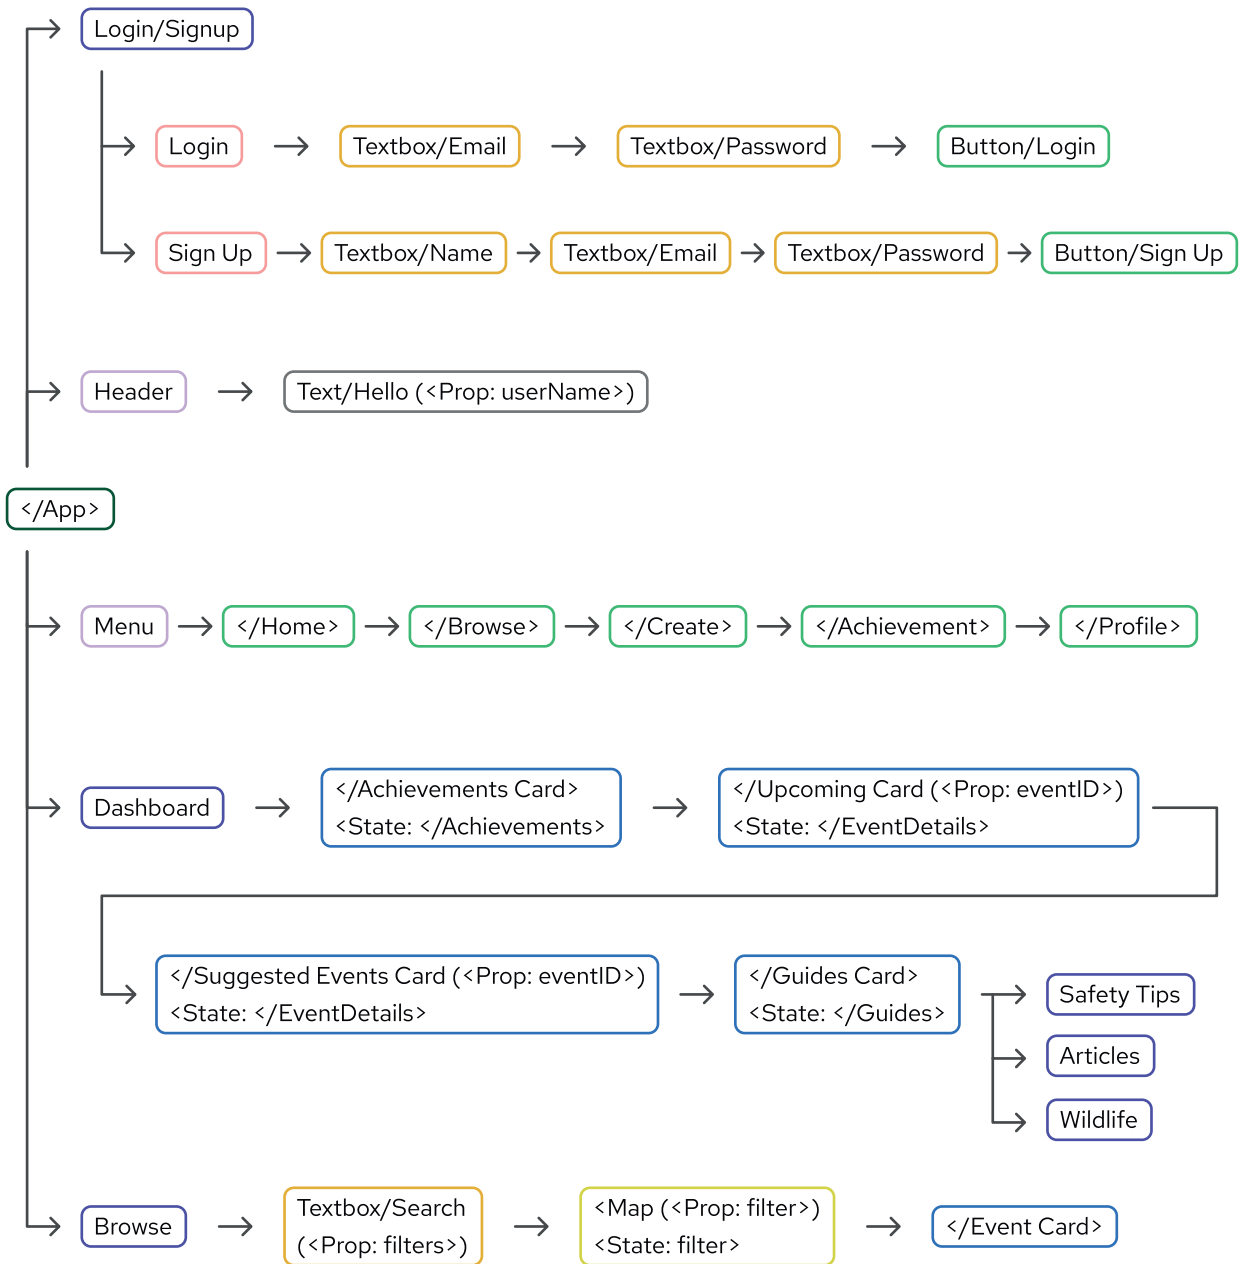 Login/Signup
Login
Textbox/Email
Textbox/Password
Button/Login
Sign Up
Textbox/Name
Textbox/Email
Textbox/Password
Button/Sign Up
Header
Text/Hello (<Prop: userName>)
</App>
Menu
</Home>
</Browse>
</Create>
</Achievement>
</Profile>
Dashboard
</Achievements Card>
<State: </Achievements>
</Upcoming Card (<Prop: eventID>)
<State: </EventDetails>
</Suggested Events Card (<Prop: eventID>)
<State: </EventDetails>
</Guides Card>
<State: </Guides>
Safety Tips
Articles
Wildlife
Browse
Textbox/Search
(<Prop: filters>)
<Map (<Prop: filter>)
<State: filter>
</Event Card>